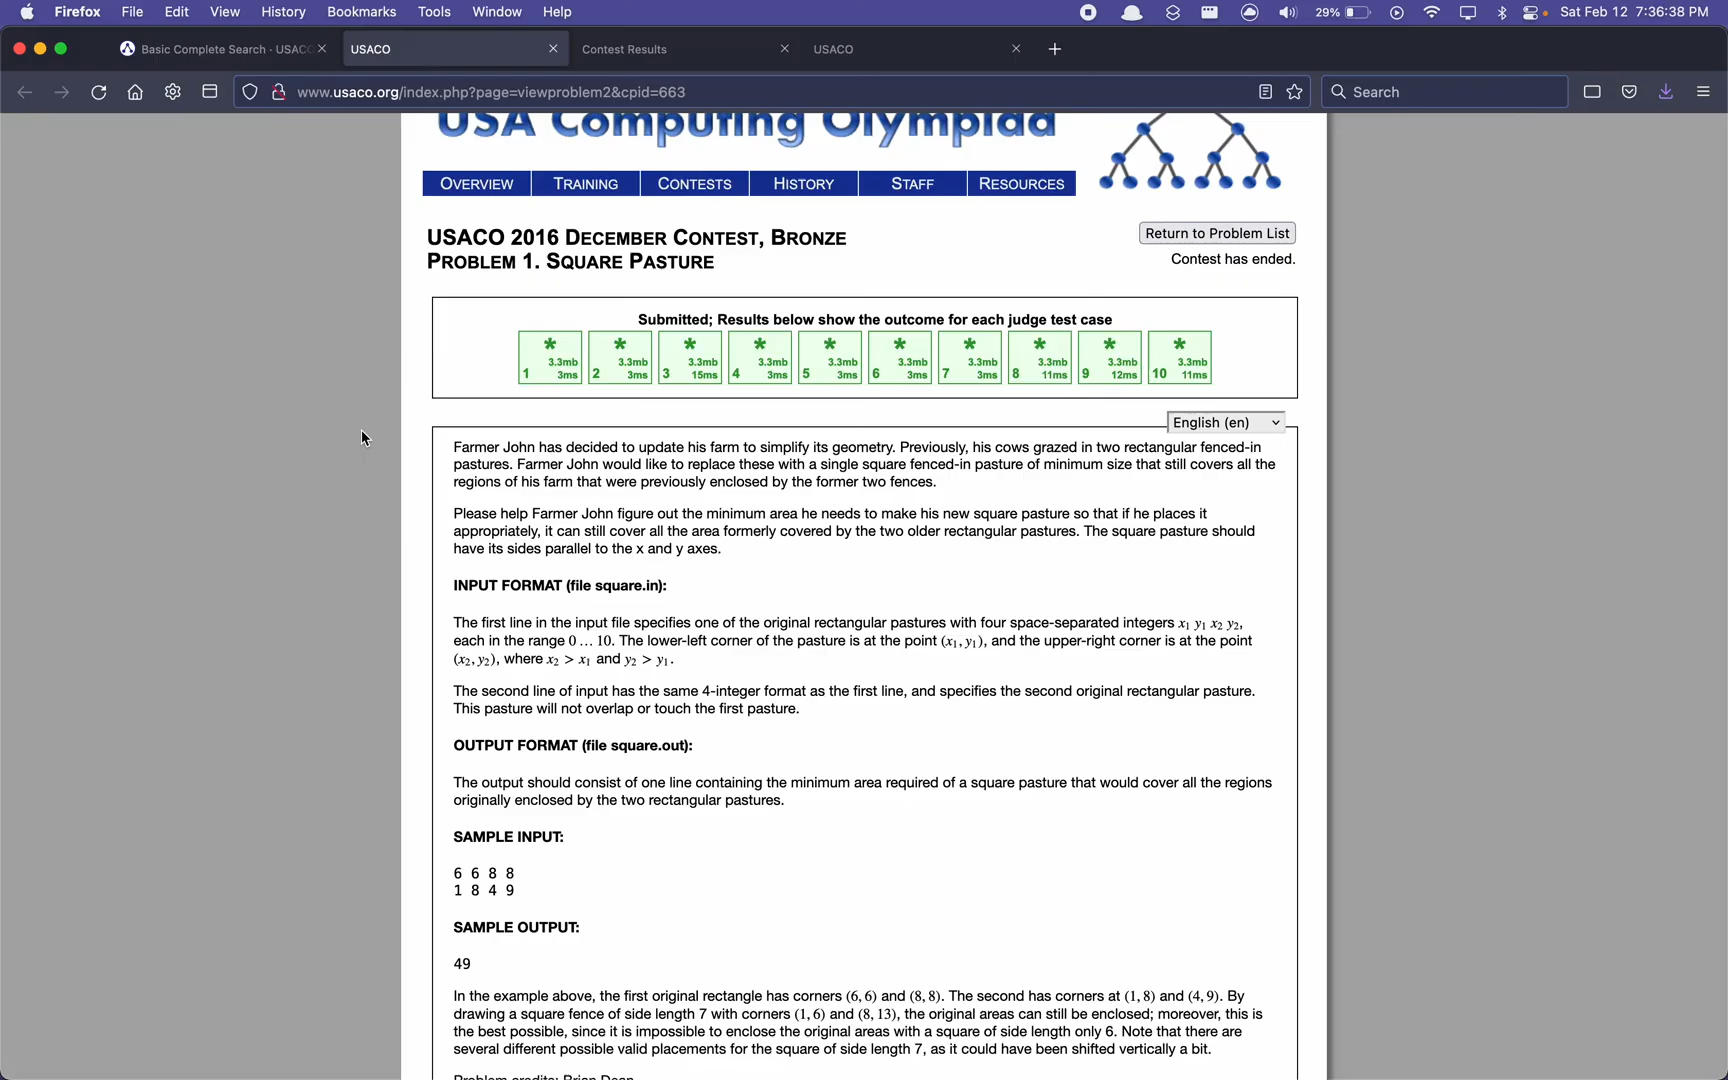 Firefox File Edit View History Bookmarks Tools Window Help 29% Sat Feb 12 7:36:38 PM
Basic Complete Search - USACO USACO Contest Results USACO
www.usaco.org/index.php?page=viewproblem2&cpid=663 Search
USA Computing Olympiad
OVERVIEW TRAINING CONTESTS HISTORY STAFF RESOURCES
USACO 2016 DECEMBER CONTEST, BRONZE
PROBLEM 1. SQUARE PASTURE
Return to Problem List
Contest has ended.
Submitted; Results below show the outcome for each judge test case
* * * * * * * * * *
3.3mb 3.3mb 3.3mb 3.3mb 3.3mb 3.3mb 3.3mb 3.3mb 3.3mb 3.3mb
1 3ms 2 3ms 3 15ms 4 3ms 5 3ms 6 3ms 7 3ms 8 11ms 9 12ms 10 11ms
English (en)
Farmer John has decided to update his farm to simplify its geometry. Previously, his cows grazed in two rectangular fenced-in
pastures. Farmer John would like to replace these with a single square fenced-in pasture of minimum size that still covers all the
regions of his farm that were previously enclosed by the former two fences.
Please help Farmer John figure out the minimum area he needs to make his new square pasture so that if he places it
appropriately, it can still cover all the area formerly covered by the two older rectangular pastures. The square pasture should
have its sides parallel to the x and y axes.
INPUT FORMAT (file square.in):
The first line in the input file specifies one of the original rectangular pastures with four space-separated integers x₁ y₁ x₂ y₂,
each in the range 0 … 10. The lower-left corner of the pasture is at the point (x₁, y₁), and the upper-right corner is at the point
(x₂, y₂), where x₂ > x₁ and y₂ > y₁.
The second line of input has the same 4-integer format as the first line, and specifies the second original rectangular pasture.
This pasture will not overlap or touch the first pasture.
OUTPUT FORMAT (file square.out):
The output should consist of one line containing the minimum area required of a square pasture that would cover all the regions
originally enclosed by the two rectangular pastures.
SAMPLE INPUT:
6 6 8 8
1 8 4 9
SAMPLE OUTPUT:
49
In the example above, the first original rectangle has corners (6, 6) and (8, 8). The second has corners at (1, 8) and (4, 9). By
drawing a square fence of side length 7 with corners (1, 6) and (8, 13), the original areas can still be enclosed; moreover, this is
the best possible, since it is impossible to enclose the original areas with a square of side length only 6. Note that there are
several different possible valid placements for the square of side length 7, as it could have been shifted vertically a bit.
Problem credits: Brian Dean